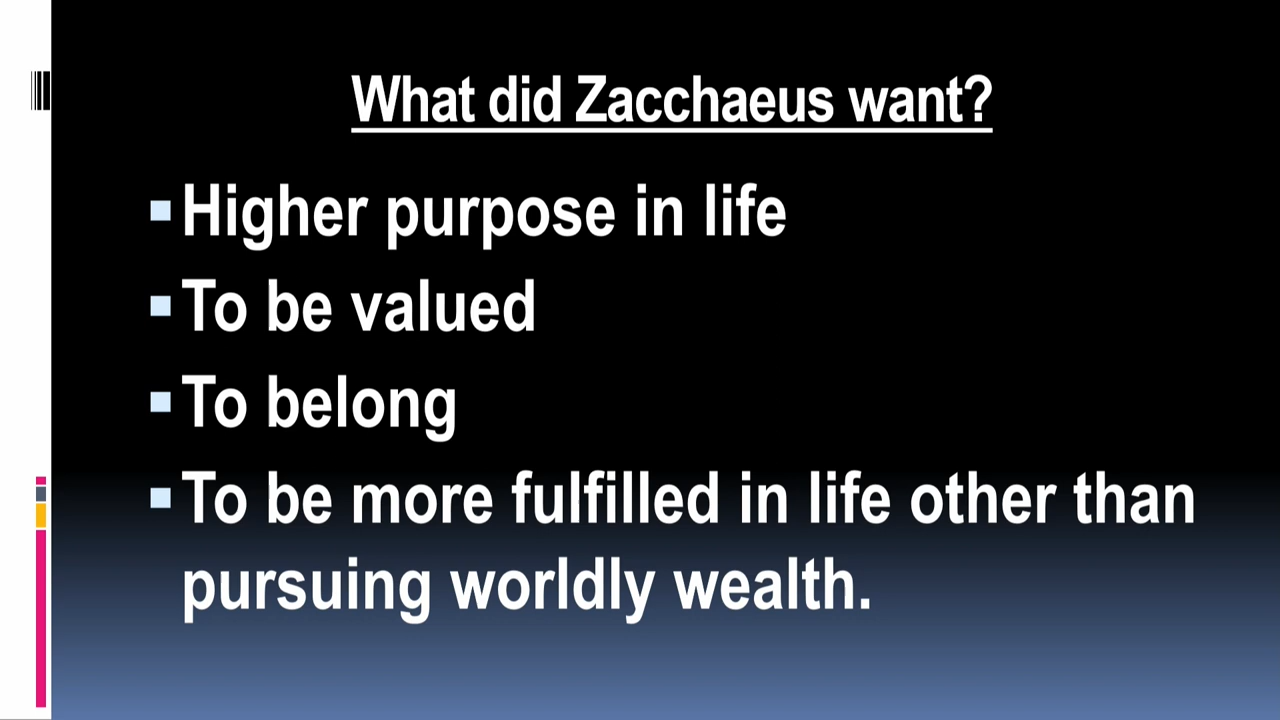 What did Zacchaeus want?
Higher purpose in life
To be valued
To belong
To be more fulfilled in life other than
pursuing worldly wealth.